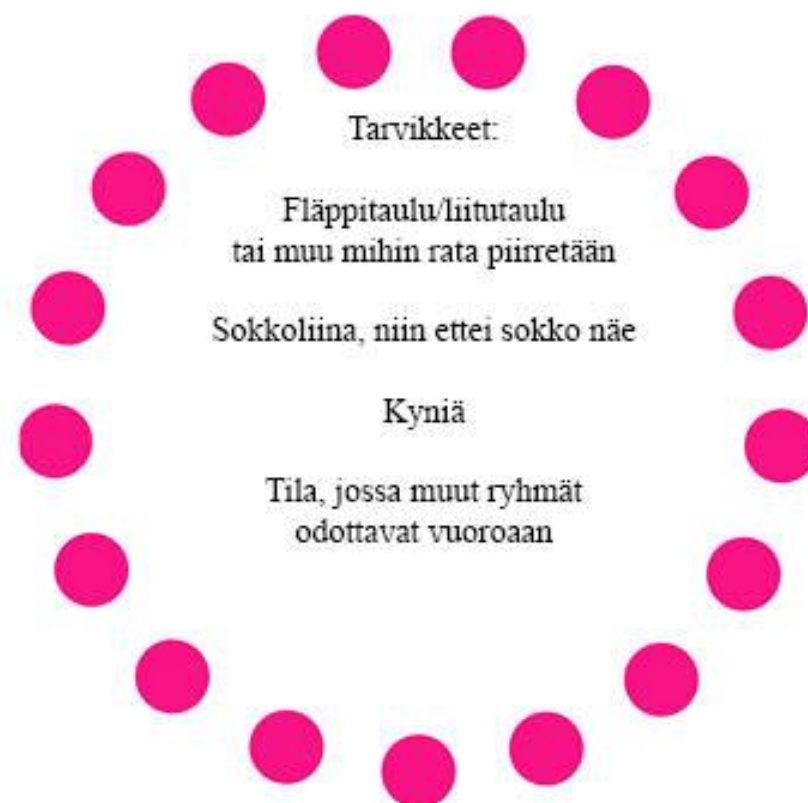 Tarvikkeet:
Fläppitaulu/liitutaulu
tai muu mihin rata piirretään
Sokkoliina, niin ettei sokko näe
Kyniä
Tila, jossa muut ryhmät
odottavat vuoroaan